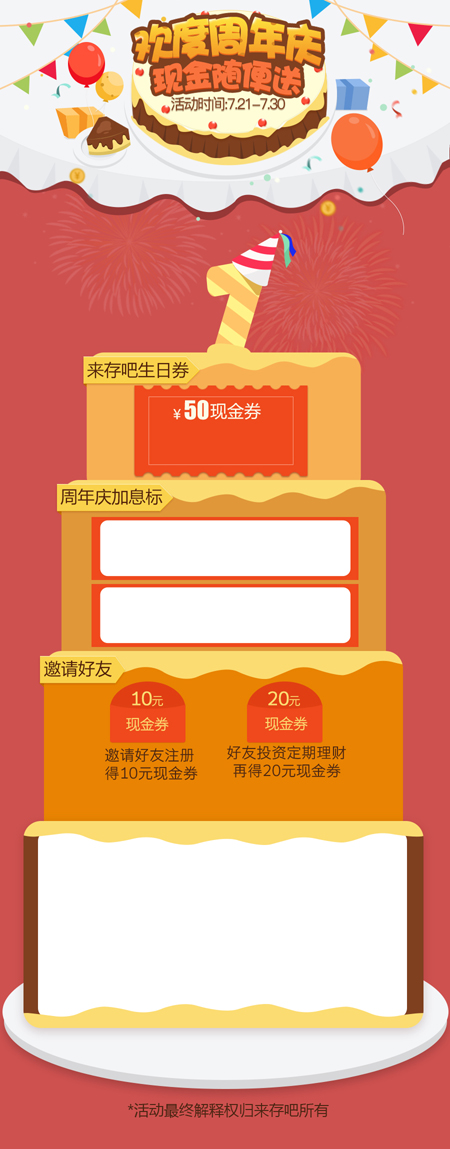 欢度周年庆
现金随便送
活动时间:7.21-7.30
来存吧生日券
¥50现金券
周年庆加息标
邀请好友
10元
现金券
20元
现金券
邀请好友注册
得10元现金券
好友投资定期理财
再得20元现金券
*活动最终解释权归来存吧所有